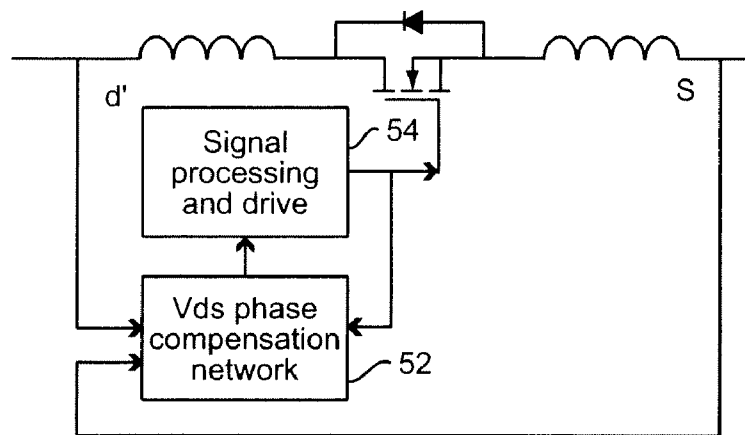 d'
S
54
Signal
processing
and drive
Vds phase
compensation
network
52